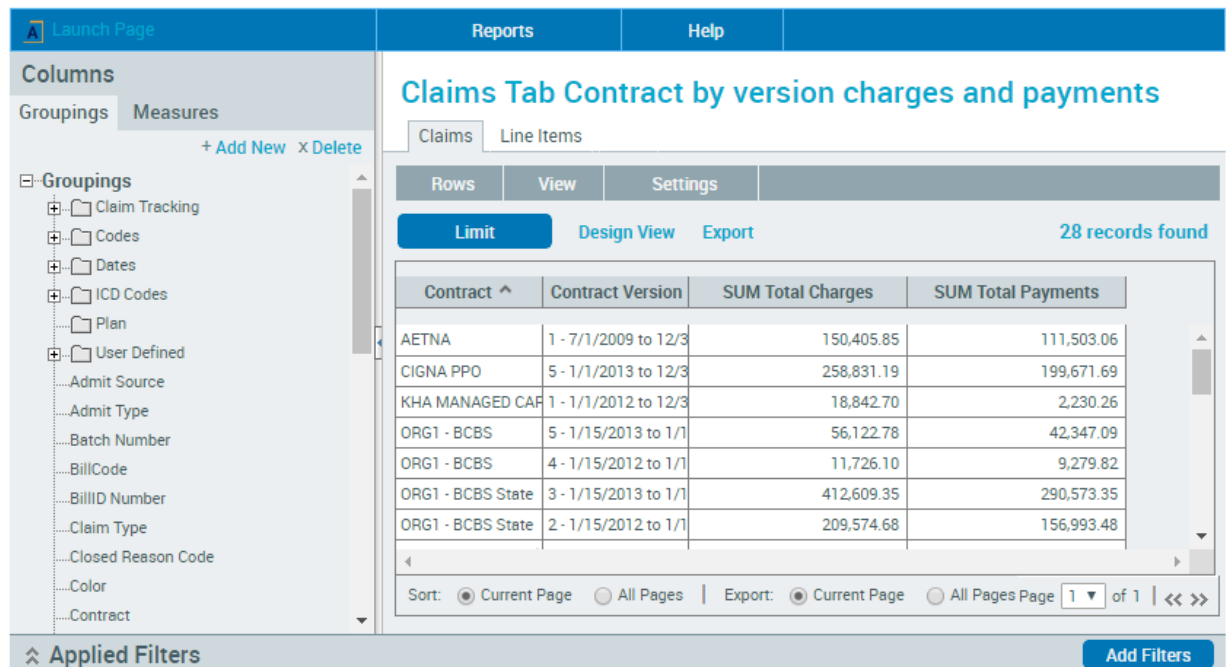 A Launch Page Reports Help
Columns
Groupings Measures
+ Add New x Delete
Groupings
Claim Tracking
Codes
Dates
ICD Codes
Plan
User Defined
Admit Source
Admit Type
Batch Number
BillCode
BillID Number
Claim Type
Closed Reason Code
Color
Contract
Claims Tab Contract by version charges and payments
Claims Line Items
Rows View Settings
Limit Design View Export 28 records found
Contract Contract Version SUM Total Charges SUM Total Payments
AETNA 1 - 7/1/2009 to 12/3 150,405.85 111,503.06
CIGNA PPO 5 - 1/1/2013 to 12/3 258,831.19 199,671.69
KHA MANAGED CAR 1 - 1/1/2012 to 12/3 18,842.70 2,230.26
ORG1 - BCBS 5 - 1/15/2013 to 1/1 56,122.78 42,347.09
ORG1 - BCBS 4 - 1/15/2012 to 1/1 11,726.10 9,279.82
ORG1 - BCBS State 3 - 1/15/2013 to 1/1 412,609.35 290,573.35
ORG1 - BCBS State 2 - 1/15/2012 to 1/1 209,574.68 156,993.48
Sort: Current Page All Pages | Export: Current Page All Pages Page 1 of 1 | << >>
Applied Filters Add Filters